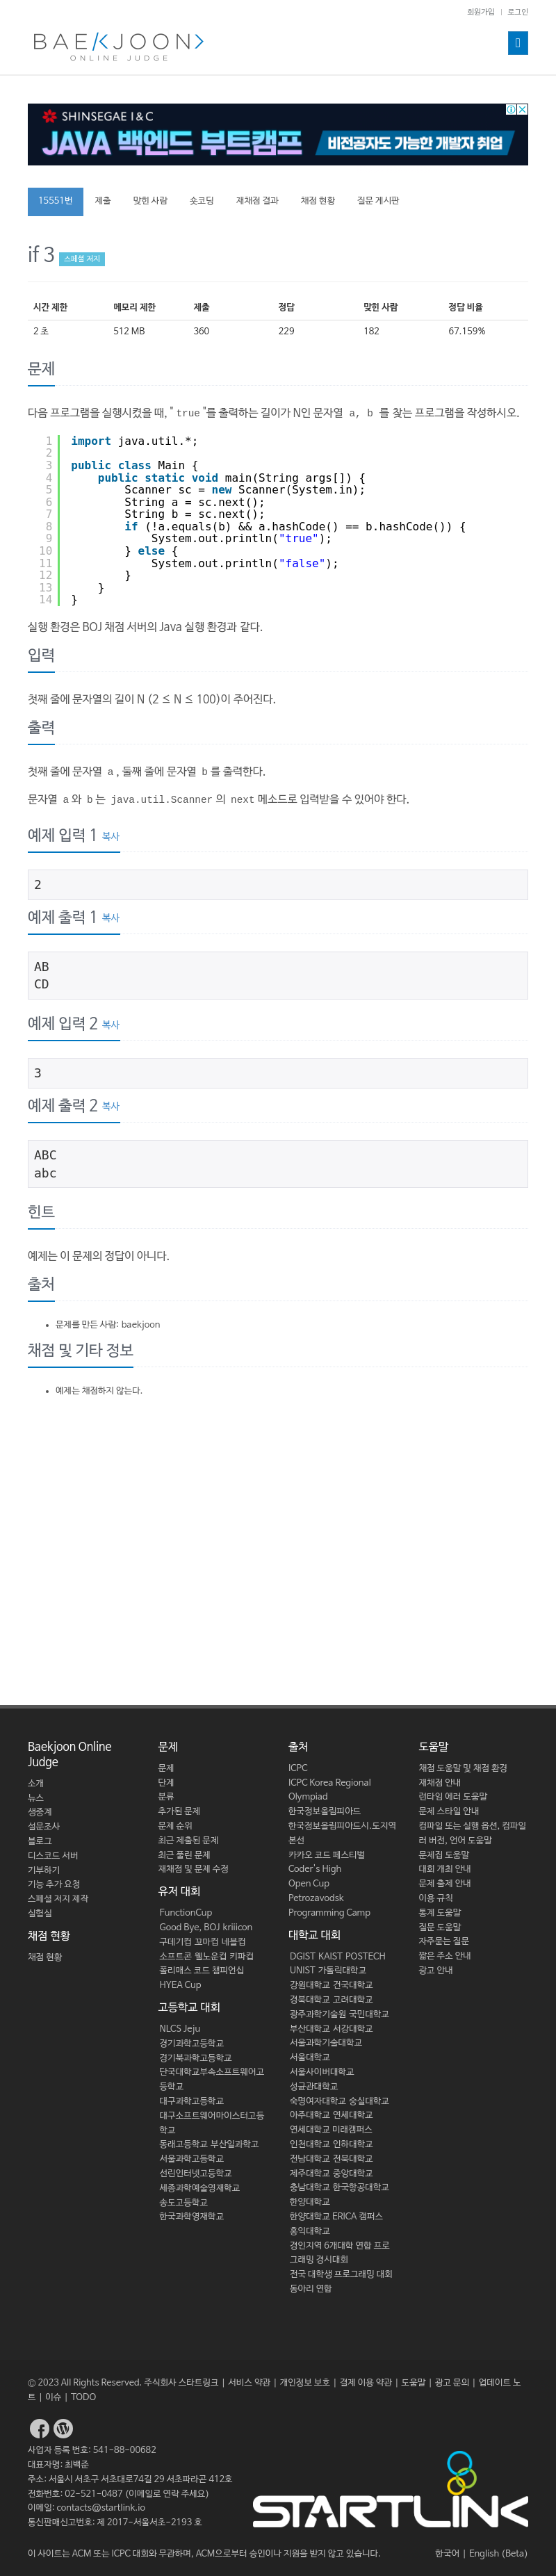 회원가입 | 로그인
BAEKJOON>
ONLINE JUDGE
SHINSEGAE I&C
JAVA 백엔드 부트캠프 비전공자도 가능한 개발자 취업
15551번 제출 맞힌 사람 숏코딩 재채점 결과 채점 현황 질문 게시판
if 3 스페셜 저지
시간 제한 메모리 제한 제출 정답 맞힌 사람 정답 비율
2 초 512 MB 360 229 182 67.159%
문제
다음 프로그램을 실행시켰을 때, "true"를 출력하는 길이가 N인 문자열 a, b 를 찾는 프로그램을 작성하시오.
1 import java.util.*;
2
3 public class Main {
4 public static void main(String args[]) {
5 Scanner sc = new Scanner(System.in);
6 String a = sc.next();
7 String b = sc.next();
8 if (!a.equals(b) && a.hashCode() == b.hashCode()) {
9 System.out.println("true");
10 } else {
11 System.out.println("false");
12 }
13 }
14 }
실행 환경은 BOJ 채점 서버의 Java 실행 환경과 같다.
입력
첫째 줄에 문자열의 길이 N (2 ≤ N ≤ 100)이 주어진다.
출력
첫째 줄에 문자열 a, 둘째 줄에 문자열 b를 출력한다.
문자열 a와 b는 java.util.Scanner의 next메소드로 입력받을 수 있어야 한다.
예제 입력 1 복사
2
예제 출력 1 복사
AB
CD
예제 입력 2 복사
3
예제 출력 2 복사
ABC
abc
힌트
예제는 이 문제의 정답이 아니다.
출처
• 문제를 만든 사람: baekjoon
채점 및 기타 정보
• 예제는 채점하지 않는다.
Baekjoon Online
Judge
소개
뉴스
생중계
설문조사
블로그
디스코드 서버
기부하기
기능 추가 요청
스페셜 저지 제작
실험실
채점 현황
채점 현황
문제
문제
단계
분류
추가된 문제
문제 순위
최근 제출된 문제
최근 풀린 문제
재채점 및 문제 수정
유저 대회
FunctionCup
Good Bye, BOJ kriiicon
구데기컵 꼬마컵 네블컵
소프트콘 웰노운컵 키파컵
폴리매스 코드 챔피언십
HYEA Cup
고등학교 대회
NLCS Jeju
경기과학고등학교
경기북과학고등학교
단국대학교부속소프트웨어고
등학교
대구과학고등학교
대구소프트웨어마이스터고등
학교
동래고등학교 부산일과학고
서울과학고등학교
선린인터넷고등학교
세종과학예술영재학교
송도고등학교
한국과학영재학교
출처
ICPC
ICPC Korea Regional
Olympiad
한국정보올림피아드
한국정보올림피아드시.도지역
본선
카카오 코드 페스티벌
Coder's High
Open Cup
Petrozavodsk
Programming Camp
대학교 대회
DGIST KAIST POSTECH
UNIST 가톨릭대학교
강원대학교 건국대학교
경북대학교 고려대학교
광주과학기술원 국민대학교
부산대학교 서강대학교
서울과학기술대학교
서울대학교
서울사이버대학교
성균관대학교
숙명여자대학교 숭실대학교
아주대학교 연세대학교
연세대학교 미래캠퍼스
인천대학교 인하대학교
전남대학교 전북대학교
제주대학교 중앙대학교
충남대학교 한국항공대학교
한양대학교
한양대학교 ERICA 캠퍼스
홍익대학교
경인지역 6개대학 연합 프로
그래밍 경시대회
전국 대학생 프로그래밍 대회
동아리 연합
도움말
채점 도움말 및 채점 환경
재채점 안내
런타임 에러 도움말
문제 스타일 안내
컴파일 또는 실행 옵션, 컴파일
러 버전, 언어 도움말
문제집 도움말
대회 개최 안내
문제 출제 안내
이용 규칙
통계 도움말
질문 도움말
자주묻는 질문
짧은 주소 안내
광고 안내
© 2023 All Rights Reserved. 주식회사 스타트링크 | 서비스 약관 | 개인정보 보호 | 결제 이용 약관 | 도움말 | 광고 문의 | 업데이트 노
트 | 이슈 | TODO
사업자 등록 번호: 541-88-00682
대표자명: 최백준
주소: 서울시 서초구 서초대로74길 29 서초파라곤 412호
전화번호: 02-521-0487 (이메일로 연락 주세요)
이메일: contacts@startlink.io
통신판매신고번호: 제 2017-서울서초-2193 호
STARTLINK
이 사이트는 ACM 또는 ICPC 대회와 무관하며, ACM으로부터 승인이나 지원을 받지 않고 있습니다. 한국어 | English (Beta)